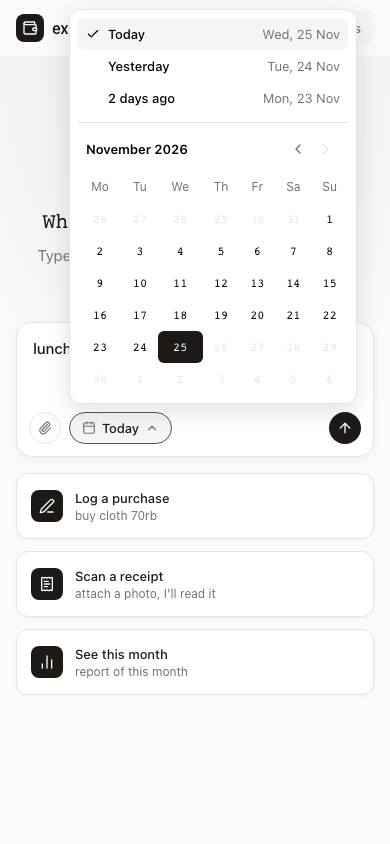 ex
Today Wed, 25 Nov
s
Yesterday Tue, 24 Nov
2 days ago Mon, 23 Nov
November 2026
Mo Tu We Th Fr Sa Su
26 27 28 29 30 31 1
2 3 4 5 6 7 8
9 10 11 12 13 14 15
16 17 18 19 20 21 22
23 24 25 26 27 28 29
30 1 2 3 4 5 6
Wh
Type
lunch
Today
Log a purchase
buy cloth 70rb
Scan a receipt
attach a photo, I'll read it
See this month
report of this month